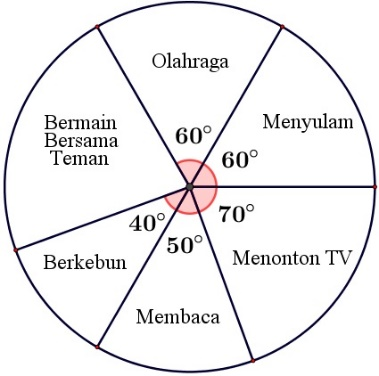 Olahraga
Bermain
Bersama
Teman
Menyulam
60°
60°
40°
70°
50°
Berkebun
Menonton TV
Membaca